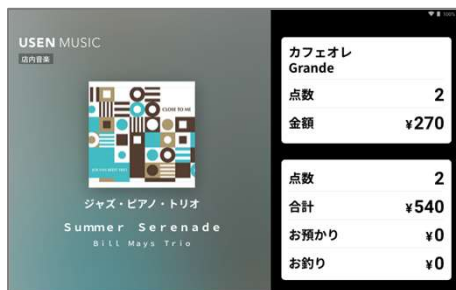 100%
USEN MUSIC
店内音楽
CLOSE TO ME
ジャズ・ピアノ・トリオ
Summer Serenade
Bill Mays Trio
カフェオレ
Grande
点数 2
金額 ¥270
点数 2
合計 ¥540
お預かり ¥0
お釣り ¥0